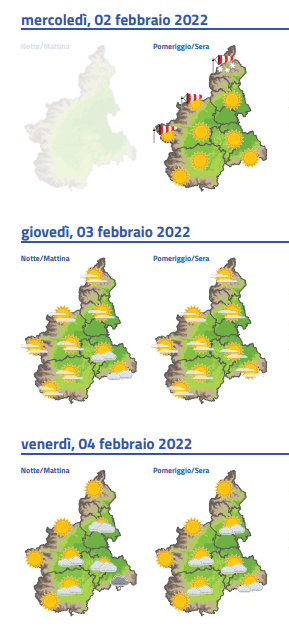 mercoledì, 02 febbraio 2022
Notte/Mattina Pomeriggio/Sera
giovedì, 03 febbraio 2022
Notte/Mattina Pomeriggio/Sera
venerdì, 04 febbraio 2022
Notte/Mattina Pomeriggio/Sera